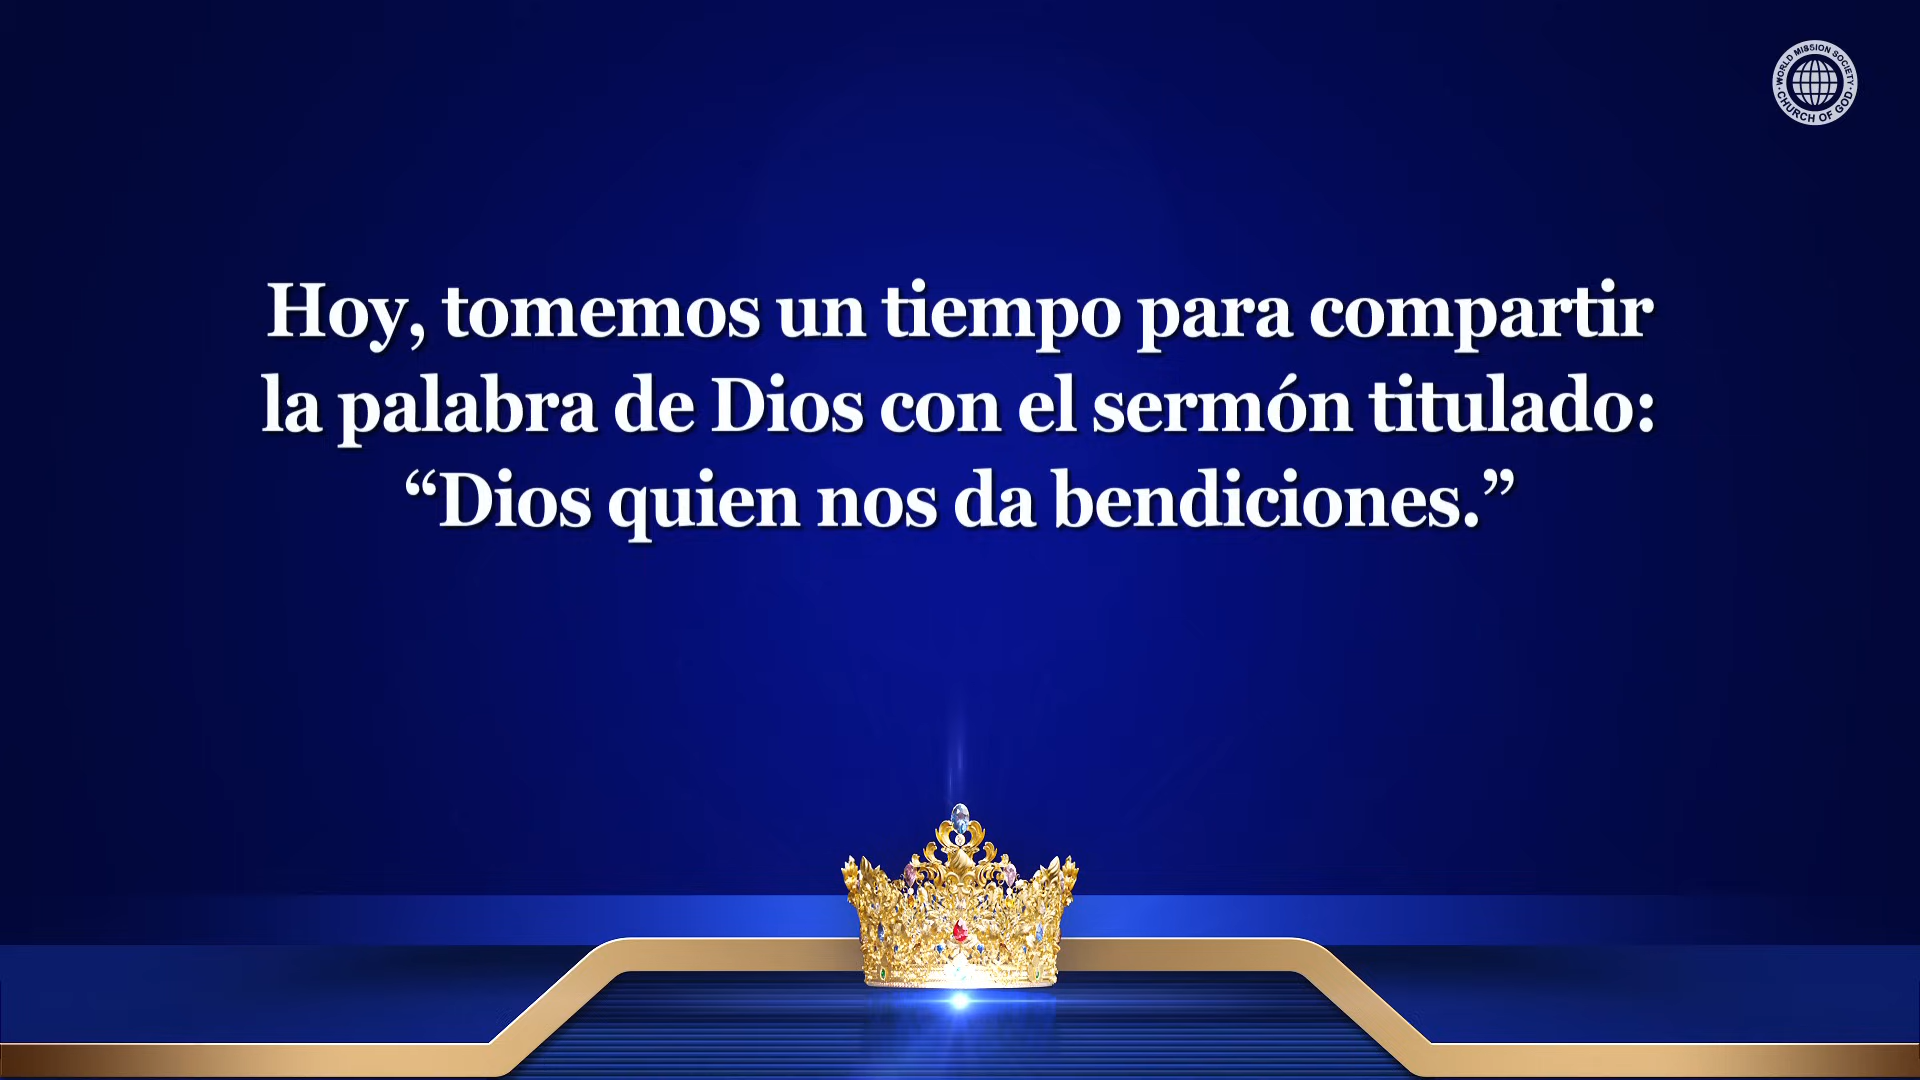 WORLD MISSION SOCIETY
CHURCH OF GOD
Hoy, tomemos un tiempo para compartir
la palabra de Dios con el sermón titulado:
“Dios quien nos da bendiciones.”